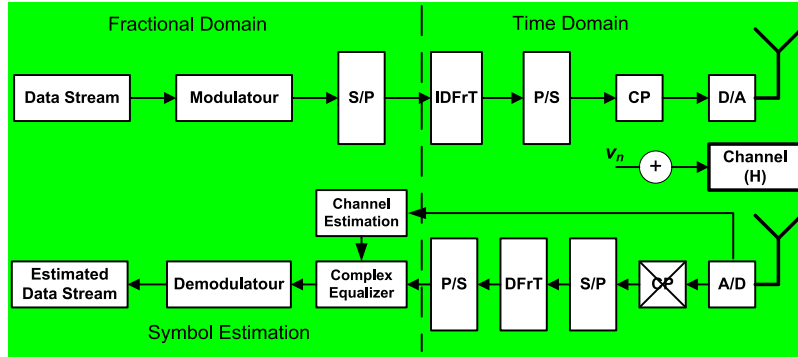 Fractional Domain
Time Domain
Data Stream
Modulatour
S/P
IDFrT
P/S
CP
D/A
vn
+
Channel
(H)
Channel
Estimation
Estimated
Data Stream
Demodulatour
Complex
Equalizer
P/S
DFrT
S/P
CP
A/D
Symbol Estimation